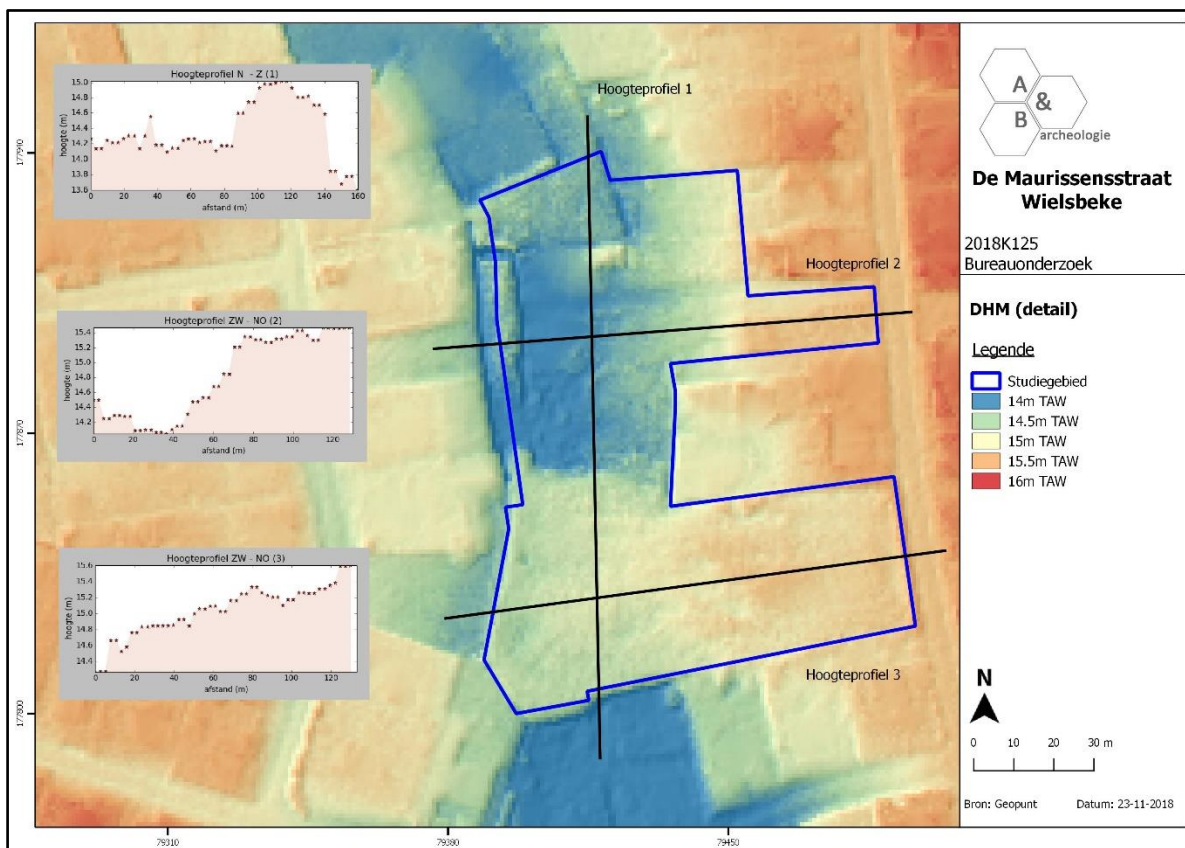 Hoogteprofiel N - Z (1)
hoogte (m)
15.0
14.8
14.6
14.4
14.2
14.0
13.8
13.6
0 20 40 60 80 100 120 140 160
afstand (m)
Hoogteprofiel ZW - NO (2)
hoogte (m)
15.4
15.2
15.0
14.8
14.6
14.4
14.2
0 20 40 60 80 100 120
afstand (m)
Hoogteprofiel ZW - NO (3)
hoogte (m)
15.6
15.4
15.2
15.0
14.8
14.6
14.4
0 20 40 60 80 100 120
afstand (m)
177940
177870
177800
79310
79380
79450
Hoogteprofiel 1
Hoogteprofiel 2
Hoogteprofiel 3
A
&
B
archeologie
De Maurissensstraat
Wielsbeke
2018K125
Bureauonderzoek
DHM (detail)
Legende
Studiegebied
14m TAW
14.5m TAW
15m TAW
15.5m TAW
16m TAW
N
0 10 20 30 m
Bron: Geopunt Datum: 23-11-2018